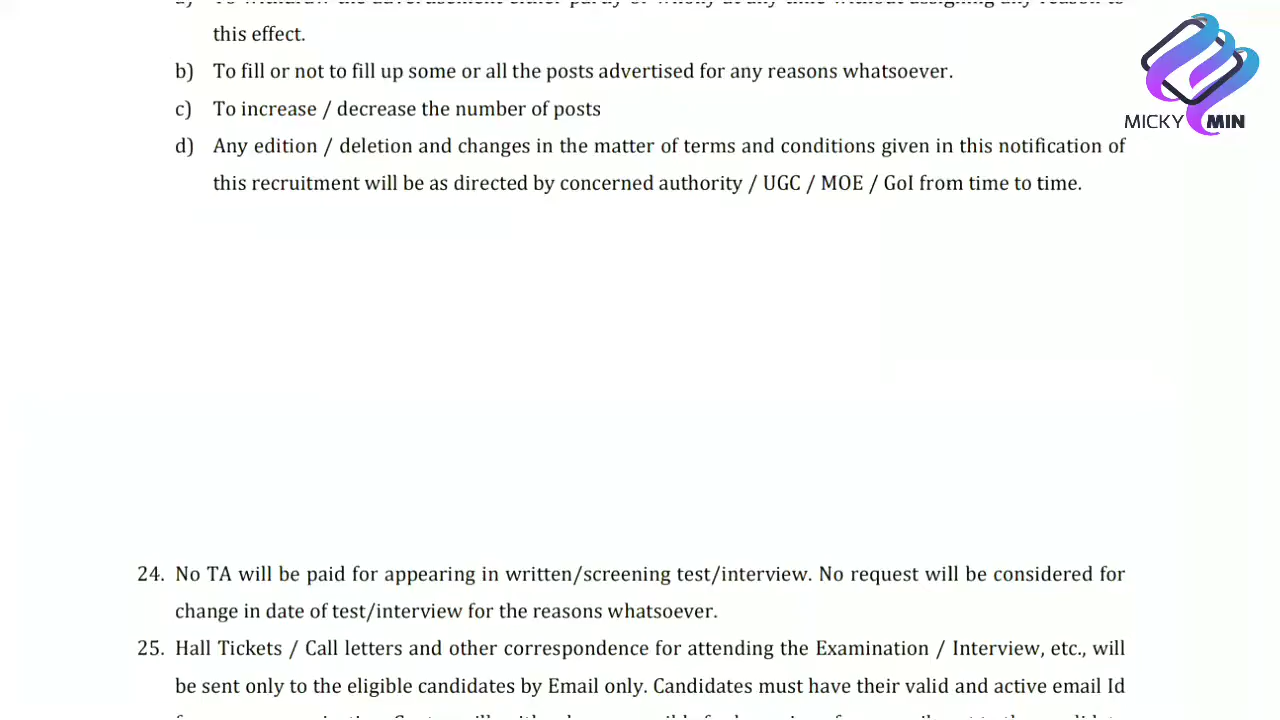 this effect.
b) To fill or not to fill up some or all the posts advertised for any reasons whatsoever.
c) To increase / decrease the number of posts
d) Any edition / deletion and changes in the matter of terms and conditions given in this notification of
this recruitment will be as directed by concerned authority / UGC / MOE / GoI from time to time.
MICKY MIN
24. No TA will be paid for appearing in written/screening test/interview. No request will be considered for
change in date of test/interview for the reasons whatsoever.
25. Hall Tickets / Call letters and other correspondence for attending the Examination / Interview, etc., will
be sent only to the eligible candidates by Email only. Candidates must have their valid and active email Id